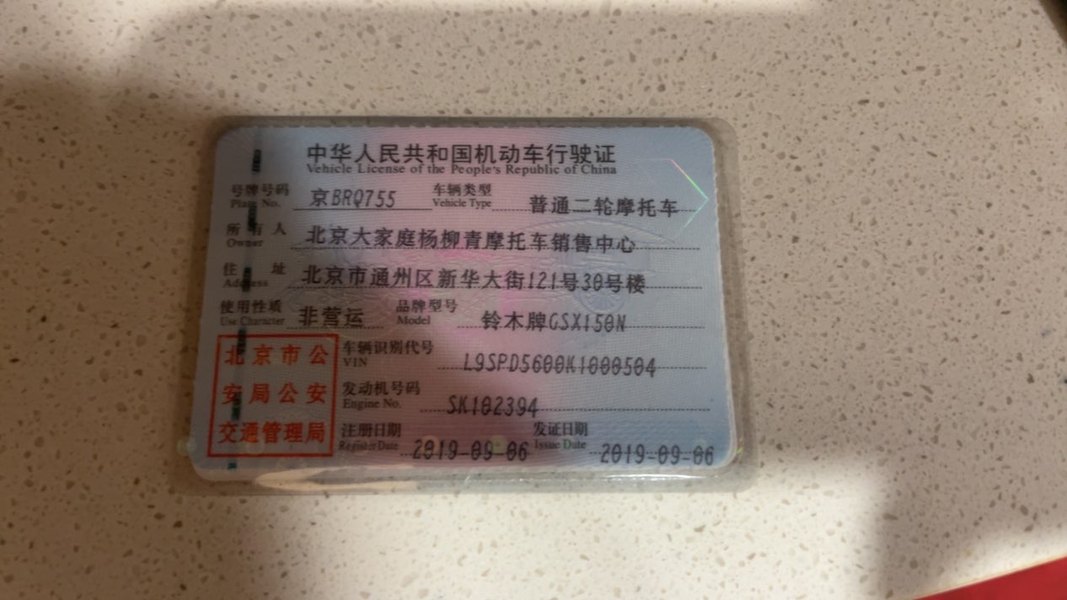 中华人民共和国机动车行驶证
Vehicle License of the People's Republic of China
号牌号码 京BRQ755 车辆类型 普通二轮摩托车
Plate No. Vehicle Type
所有人 北京大家庭杨柳青摩托车销售中心
Owner
住址 北京市通州区新华大街121号30号楼
Address
使用性质 非营运 品牌型号 铃木牌GSX150N
Use Character Model
北京市公
安局公安
交通管理局
车辆识别代号 L9SPD5600K1000504
VIN
发动机号码 SK102394
Engine No.
注册日期 2019-09-06 发证日期 2019-09-06
Register Date Issue Date